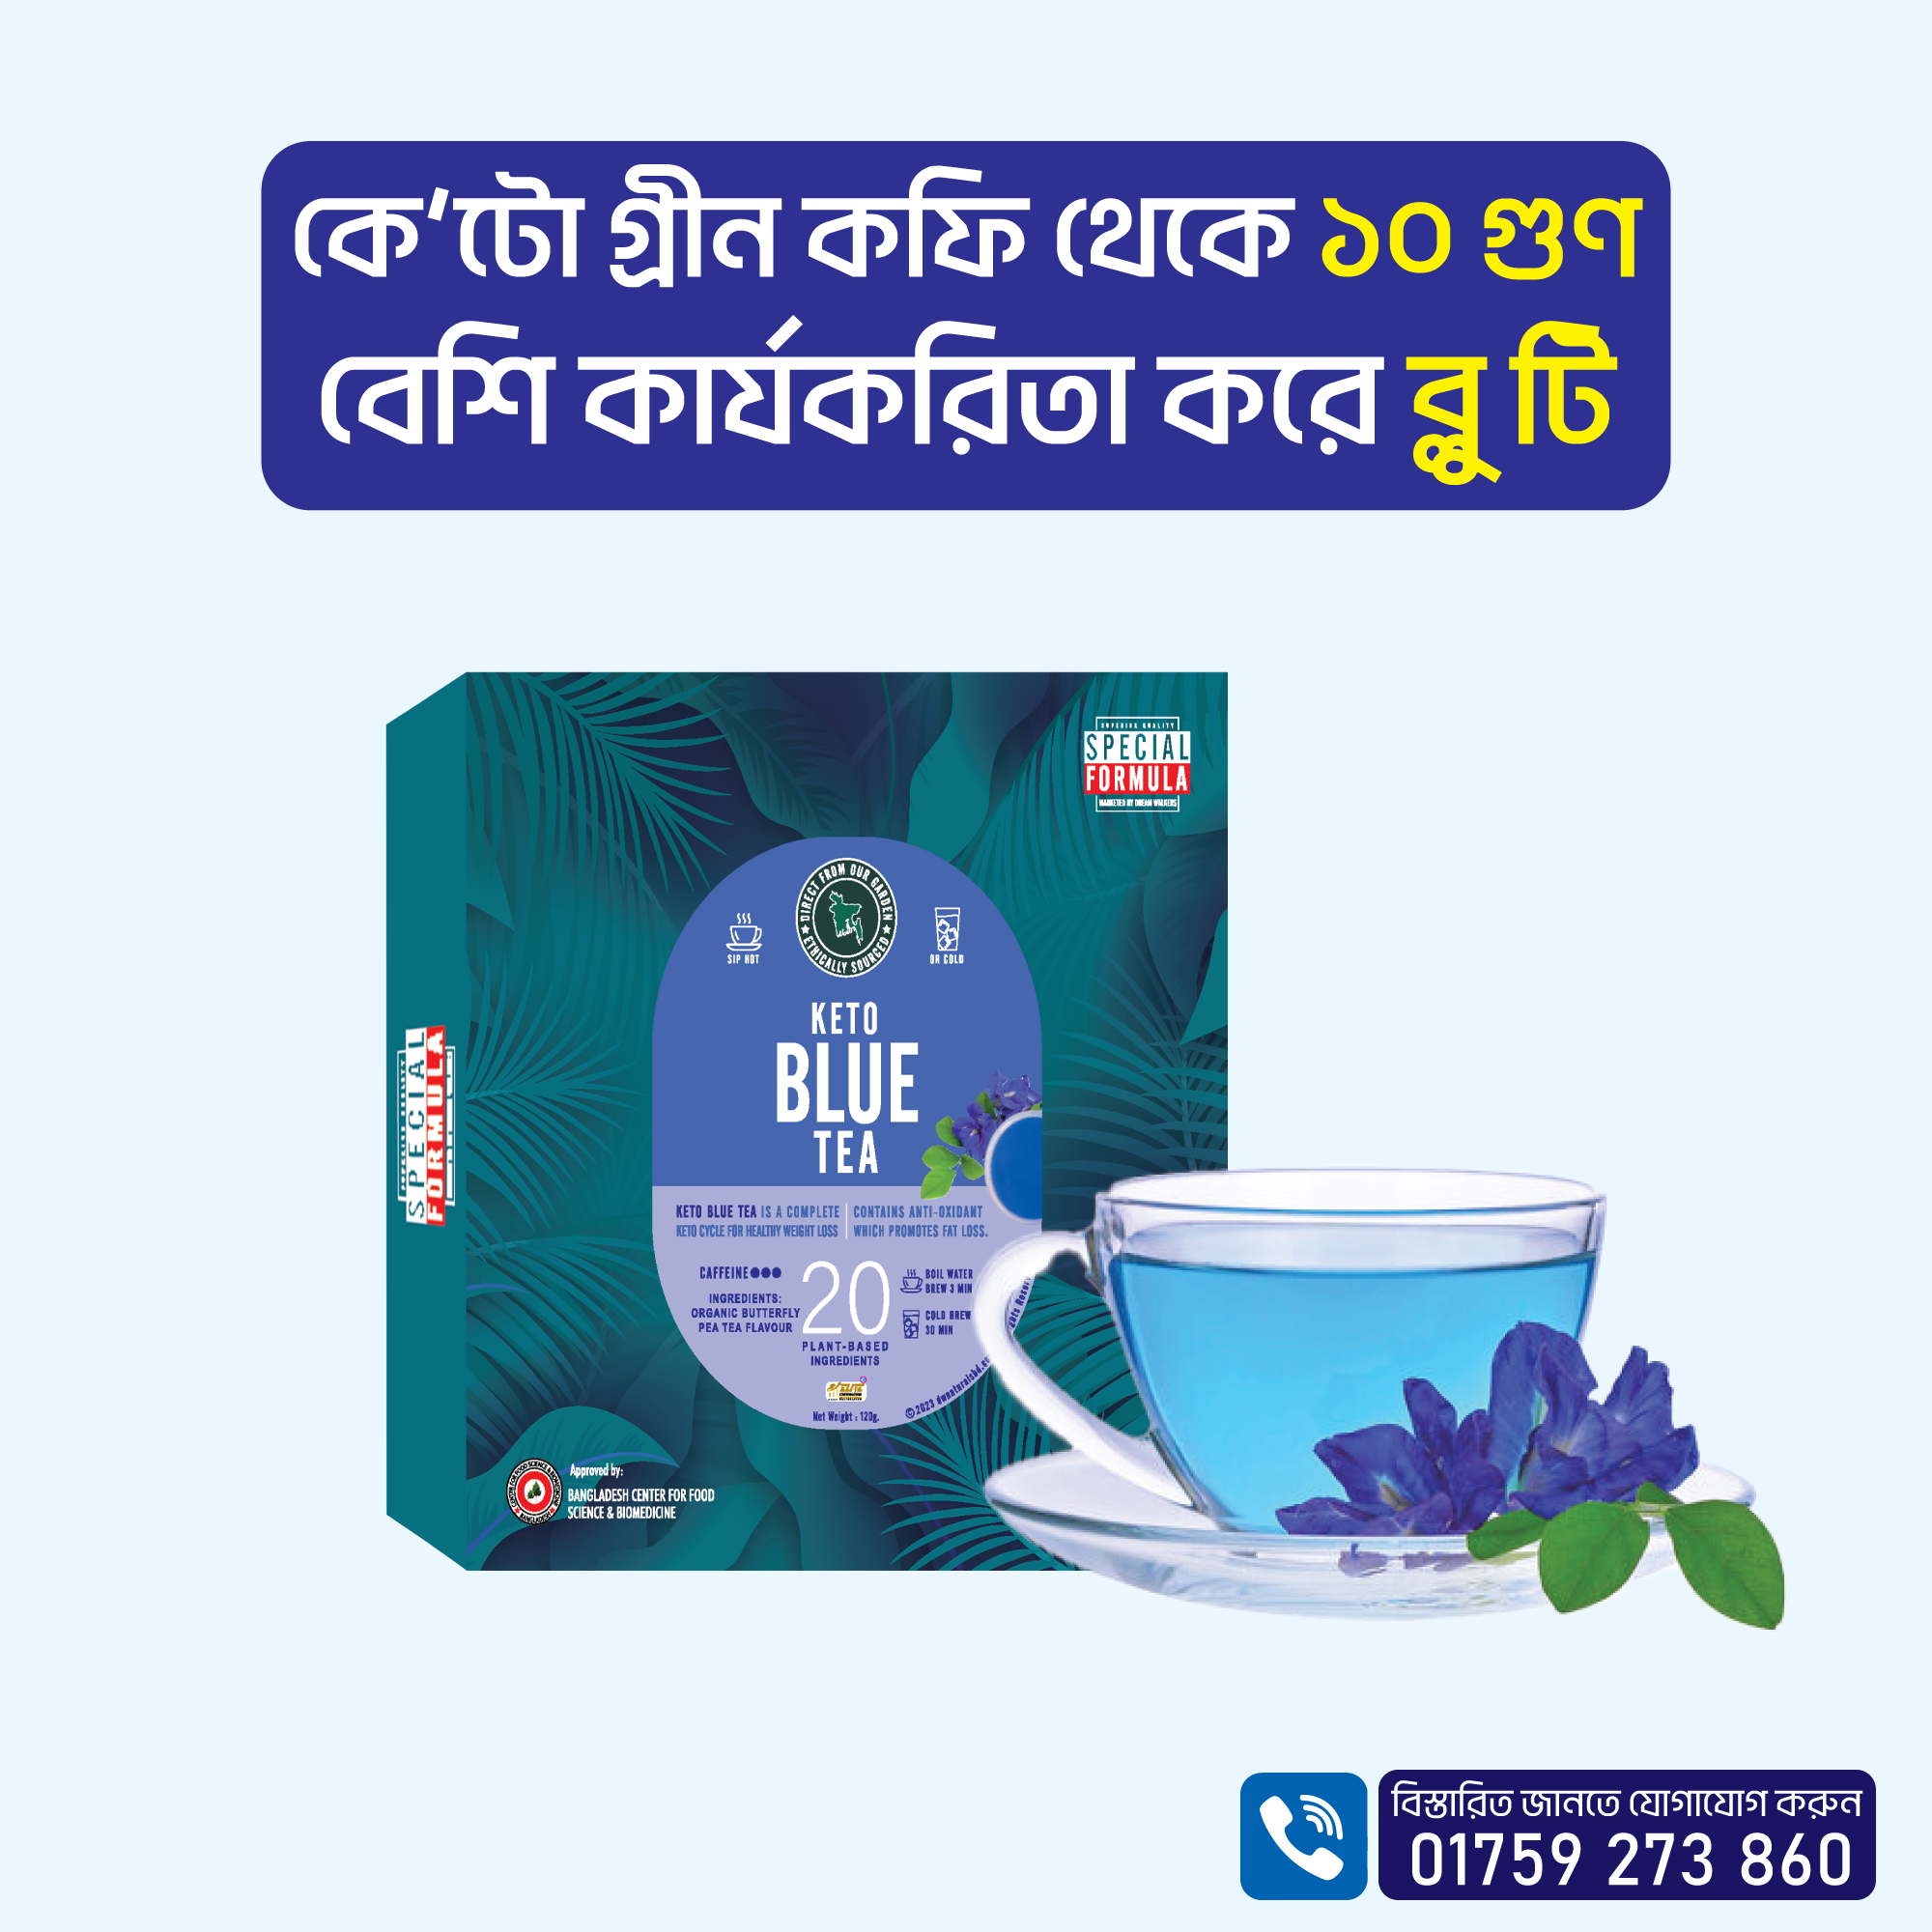 কে'টো গ্রীন কফি থেকে ১০ গুণ
বেশি কার্যকরিতা করে ব্লু টি
SUPERIOR QUALITY
SPECIAL
FORMULA
MARKETED BY DREAM WALKERS
SPECIAL
FORMULA
DIRECT FROM OUR GARDEN
ETHICALLY SOURCED
SIP HOT
OR COLD
KETO
BLUE
TEA
KETO BLUE TEA IS A COMPLETE
KETO CYCLE FOR HEALTHY WEIGHT LOSS
CONTAINS ANTI-OXIDANT
WHICH PROMOTES FAT LOSS.
CAFFEINE
INGREDIENTS:
ORGANIC BUTTERFLY
PEA TEA FLAVOUR
20
PLANT-BASED
INGREDIENTS
BOIL WATER
BREW 3 MIN
COLD BREW
30 MIN
Net Weight : 120g.
©2023
Approved by:
BANGLADESH CENTER FOR FOOD
SCIENCE & BIOMEDICINE
বিস্তারিত জানতে যোগাযোগ করুন
01759 273 860